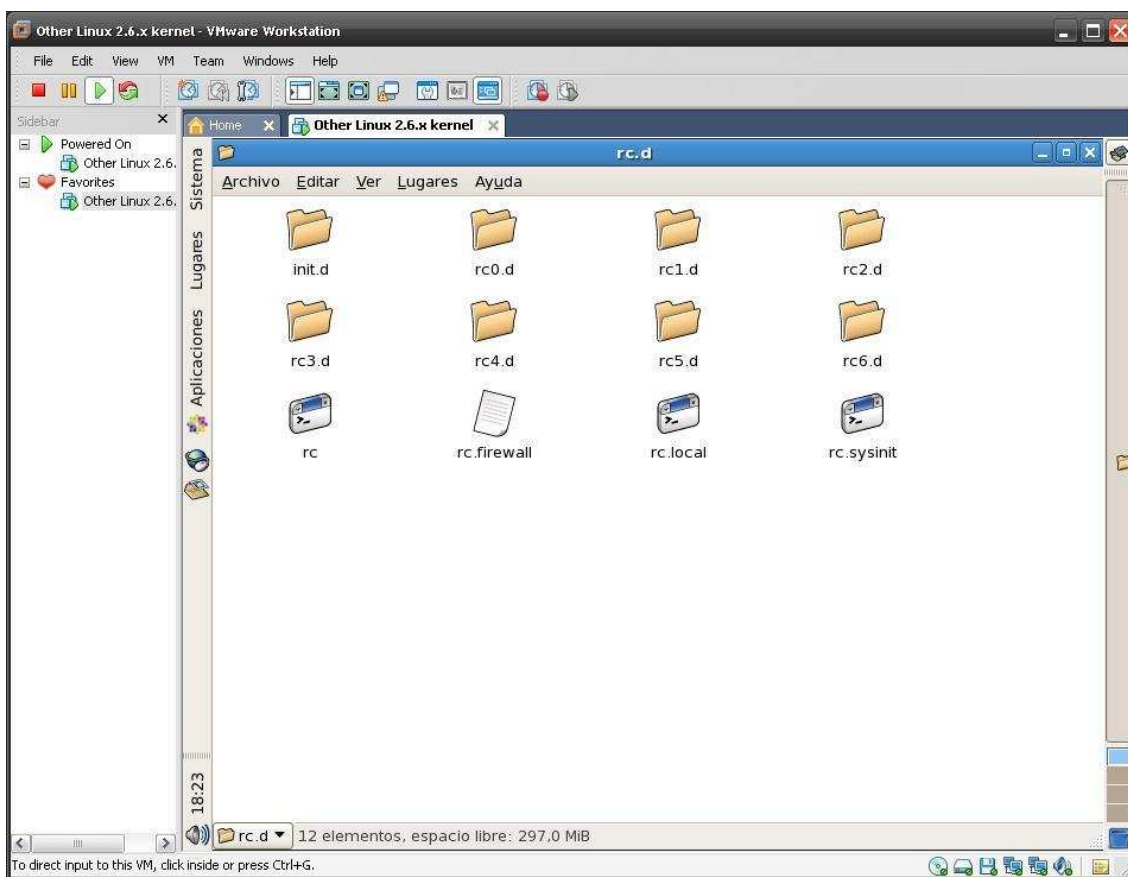 Other Linux 2.6.x kernel - VMware Workstation
File Edit View VM Team Windows Help
Sidebar
Powered On
Other Linux 2.6.
Favorites
Other Linux 2.6.
Home
Other Linux 2.6.x kernel
Sistema
Lugares
Aplicaciones
18:23
rc.d
Archivo Editar Ver Lugares Ayuda
init.d rc0.d rc1.d rc2.d
rc3.d rc4.d rc5.d rc6.d
rc rc.firewall rc.local rc.sysinit
rc.d 12 elementos, espacio libre: 297,0 MiB
To direct input to this VM, click inside or press Ctrl+G.